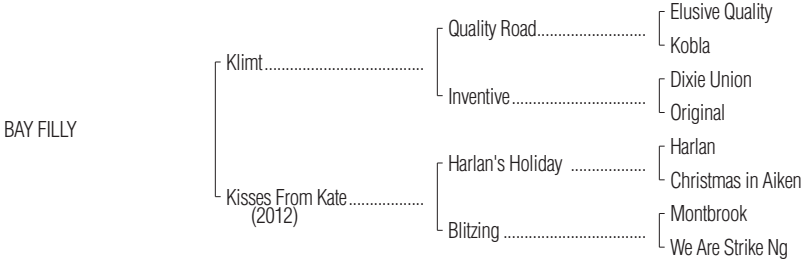 Elusive Quality
Quality Road
Kobla
Klimt
Dixie Union
Inventive
Original
BAY FILLY
Harlan
Harlan's Holiday
Christmas in Aiken
Kisses From Kate
(2012)
Montbrook
Blitzing
We Are Strike Ng